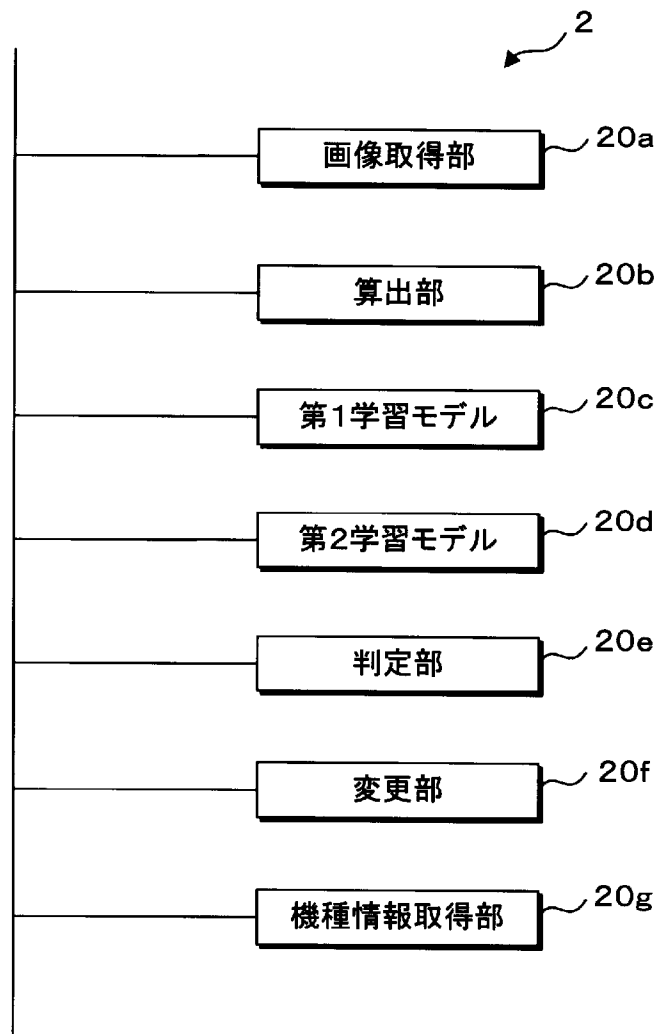 2
画像取得部 20a
算出部 20b
第1学習モデル 20c
第2学習モデル 20d
判定部 20e
変更部 20f
機種情報取得部 20g